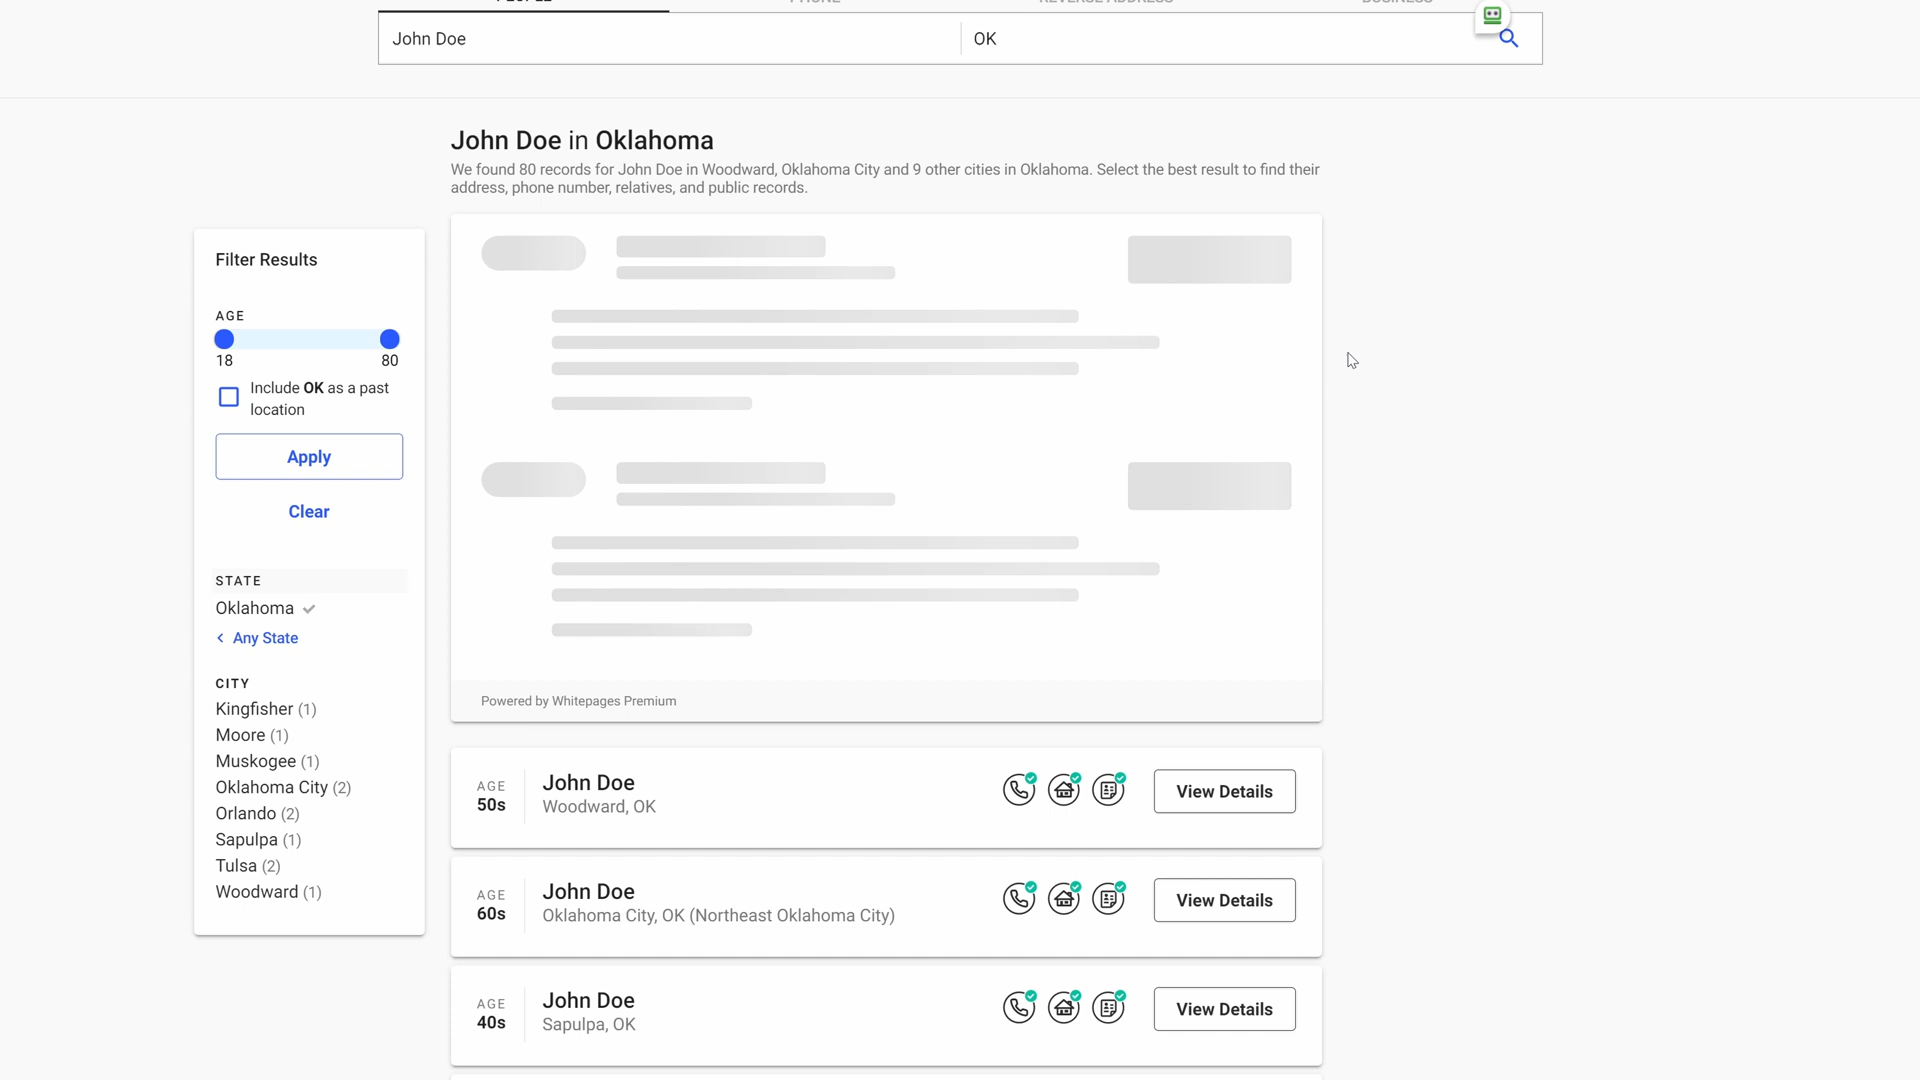 PEOPLE
PHONE
REVERSE ADDRESS
BUSINESS
John Doe
OK
John Doe in Oklahoma
We found 80 records for John Doe in Woodward, Oklahoma City and 9 other cities in Oklahoma. Select the best result to find their
address, phone number, relatives, and public records.
Filter Results
AGE
18
80
Include OK as a past
location
Apply
Clear
STATE
Oklahoma
Any State
CITY
Kingfisher (1)
Moore (1)
Muskogee (1)
Oklahoma City (2)
Orlando (2)
Sapulpa (1)
Tulsa (2)
Woodward (1)
Powered by Whitepages Premium
AGE
50s
John Doe
Woodward, OK
View Details
AGE
60s
John Doe
Oklahoma City, OK (Northeast Oklahoma City)
View Details
AGE
40s
John Doe
Sapulpa, OK
View Details